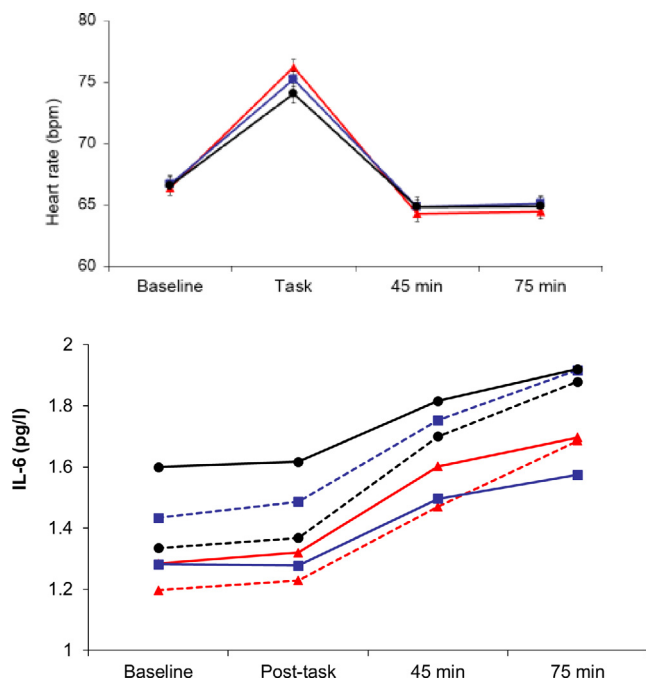 80
75
70
65
60
Heart rate (bpm)
Baseline Task 45 min 75 min
2
1.8
1.6
1.4
1.2
1
IL-6 (pg/l)
Baseline Post-task 45 min 75 min